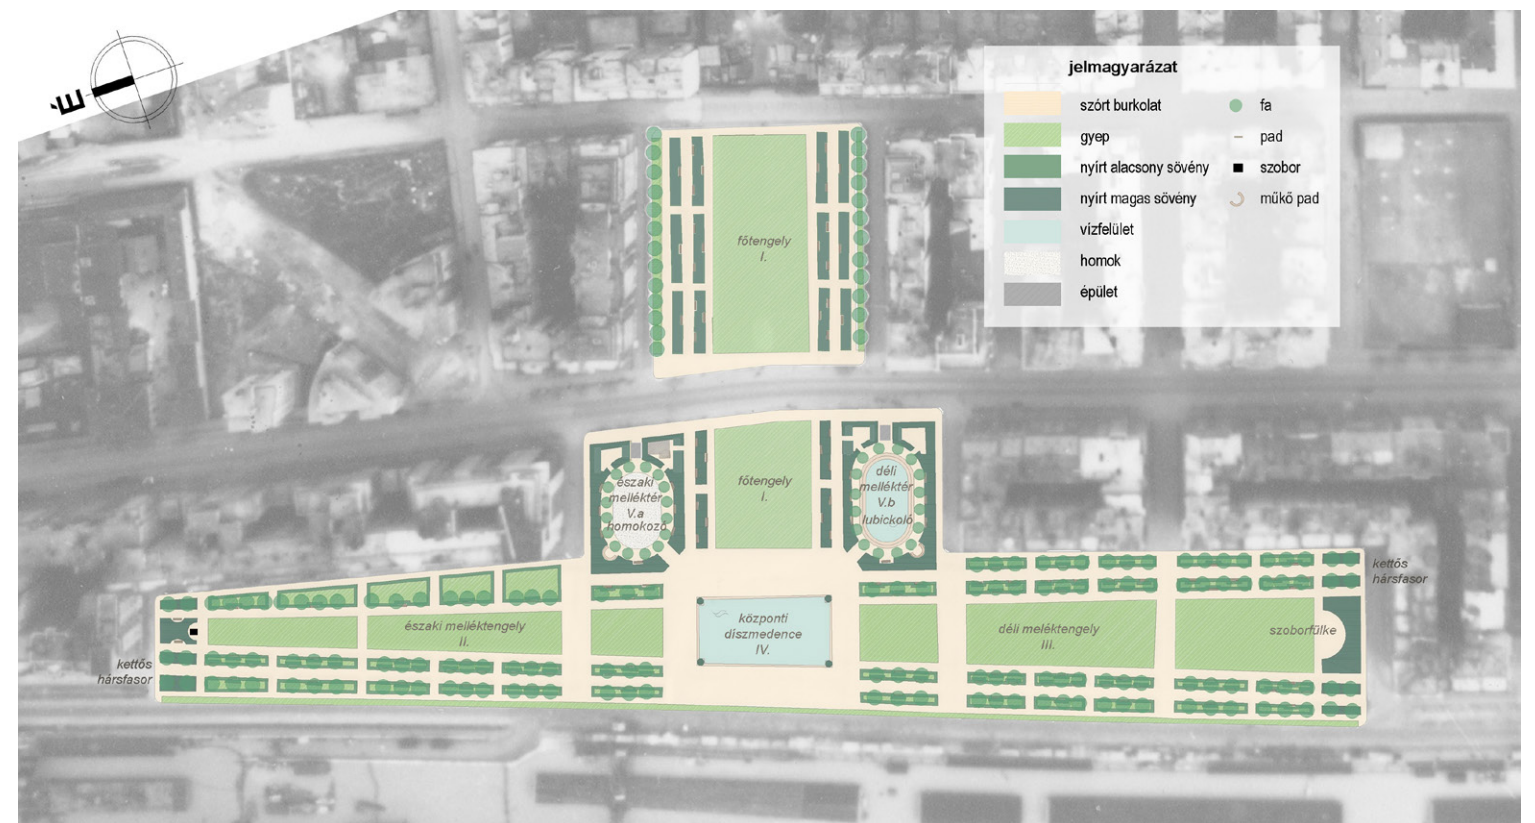 É
jelmagyarázat
szórt burkolat
gyep
nyírt alacsony sövény
nyírt magas sövény
vízfelület
homok
épület
fa
pad
szobor
műkő pad
főtengely
I.
északi
melléktér
V.a
homokozó
főtengely
I.
déli
melléktér
V.b
lubickoló
kettős
hársfasor
északi melléktengely
II.
központi
díszmedence
IV.
déli meléktengely
III.
szoborfülke
kettős
hársfasor